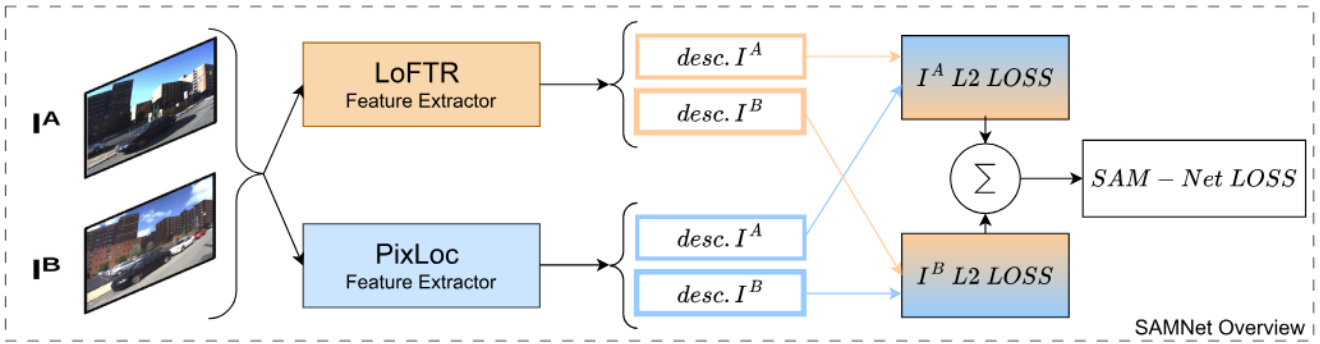 I^A
I^B
LoFTR
Feature Extractor
PixLoc
Feature Extractor
desc. I^A
desc. I^B
desc. I^A
desc. I^B
I^A L2 LOSS
∑
I^B L2 LOSS
SAM − Net LOSS
SAMNet Overview